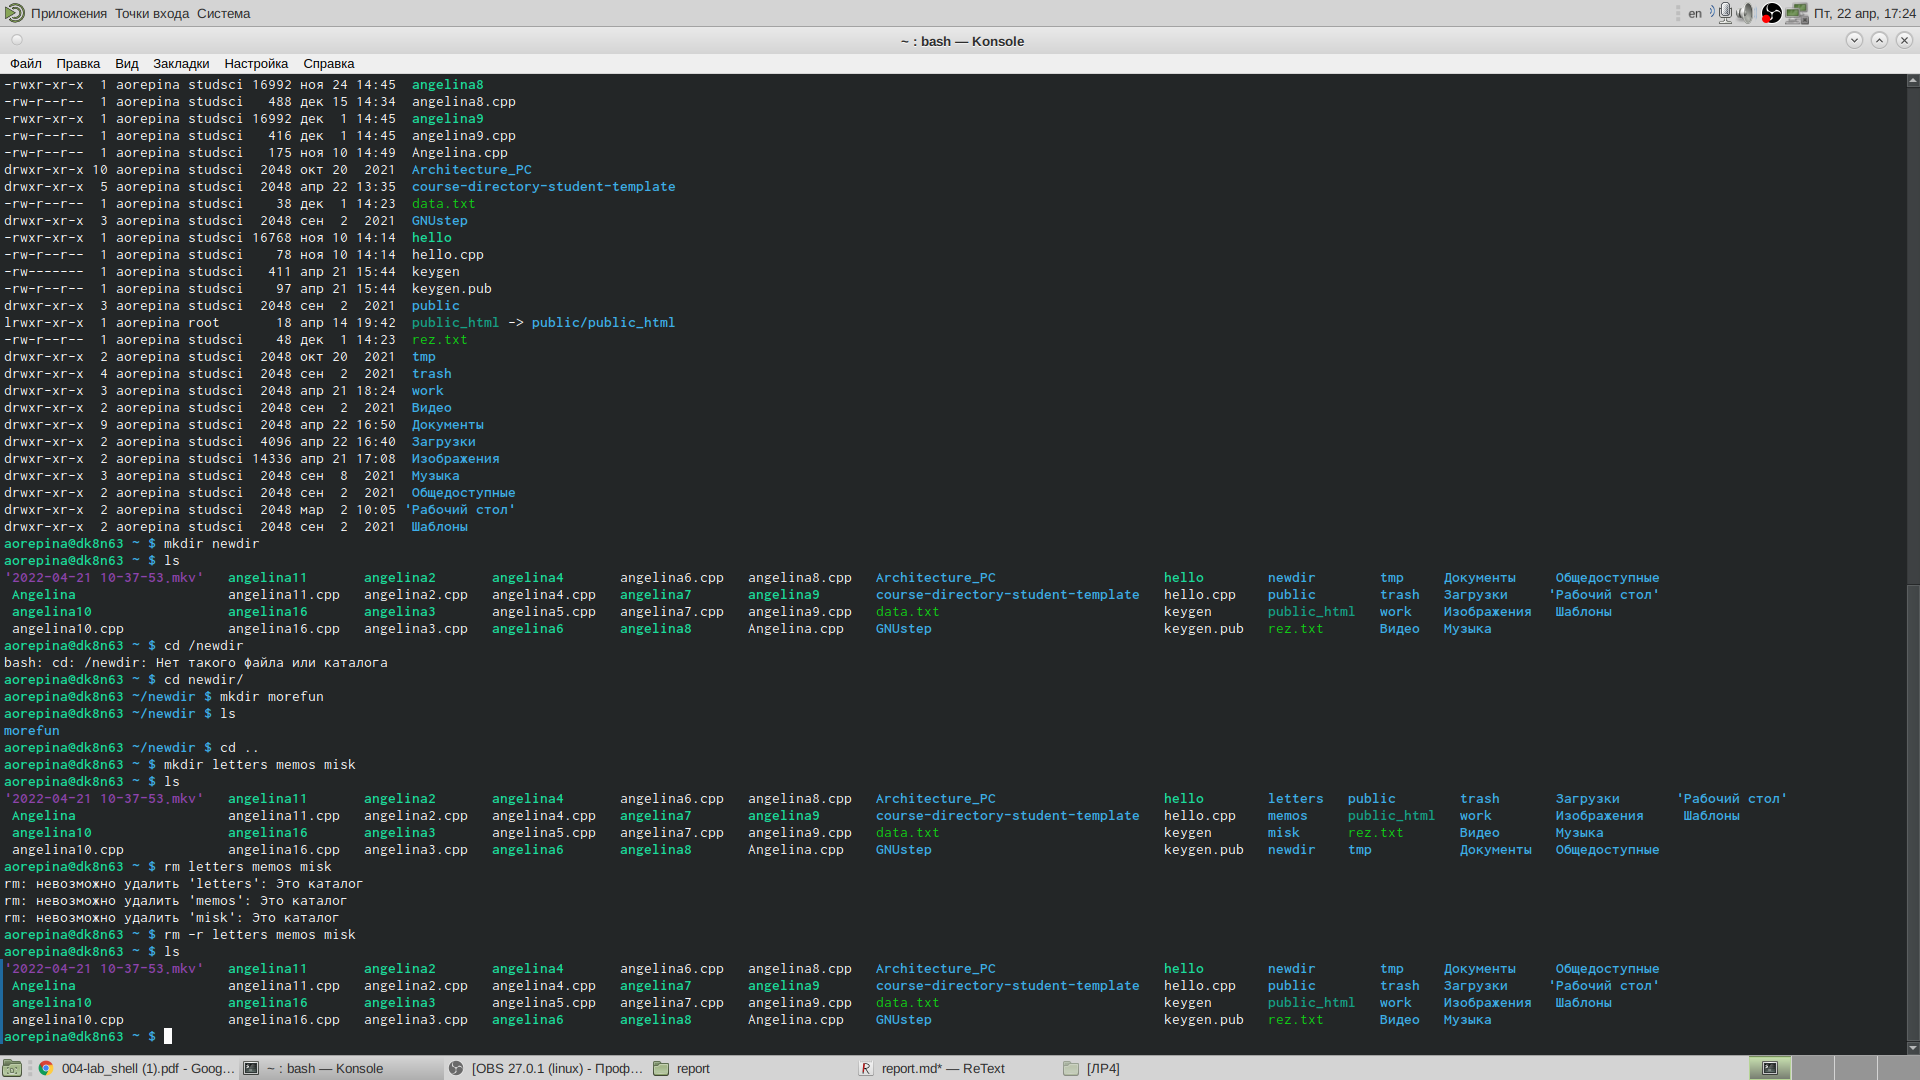 Приложения Точки входа Система en Пт, 22 апр, 17:24
~ : bash — Konsole
Файл Правка Вид Закладки Настройка Справка
-rwxr-xr-x  1 aorepina studsci 16992 ноя 24 14:45  angelina8
-rw-r--r--  1 aorepina studsci   488 дек 15 14:34  angelina8.cpp
-rwxr-xr-x  1 aorepina studsci 16992 дек  1 14:45  angelina9
-rw-r--r--  1 aorepina studsci   416 дек  1 14:45  angelina9.cpp
-rw-r--r--  1 aorepina studsci   175 ноя 10 14:49  Angelina.cpp
drwxr-xr-x 10 aorepina studsci  2048 окт 20  2021  Architecture_PC
drwxr-xr-x  5 aorepina studsci  2048 апр 22 13:35  course-directory-student-template
-rw-r--r--  1 aorepina studsci    38 дек  1 14:23  data.txt
drwxr-xr-x  3 aorepina studsci  2048 сен  2  2021  GNUstep
-rwxr-xr-x  1 aorepina studsci 16768 ноя 10 14:14  hello
-rw-r--r--  1 aorepina studsci    78 ноя 10 14:14  hello.cpp
-rw-------  1 aorepina studsci   411 апр 21 15:44  keygen
-rw-r--r--  1 aorepina studsci    97 апр 21 15:44  keygen.pub
drwxr-xr-x  3 aorepina studsci  2048 сен  2  2021  public
lrwxr-xr-x  1 aorepina root       18 апр 14 19:42  public_html -> public/public_html
-rw-r--r--  1 aorepina studsci    48 дек  1 14:23  rez.txt
drwxr-xr-x  2 aorepina studsci  2048 окт 20  2021  tmp
drwxr-xr-x  4 aorepina studsci  2048 сен  2  2021  trash
drwxr-xr-x  3 aorepina studsci  2048 апр 21 18:24  work
drwxr-xr-x  2 aorepina studsci  2048 сен  2  2021  Видео
drwxr-xr-x  9 aorepina studsci  2048 апр 22 16:50  Документы
drwxr-xr-x  2 aorepina studsci  4096 апр 22 16:40  Загрузки
drwxr-xr-x  2 aorepina studsci 14336 апр 21 17:08  Изображения
drwxr-xr-x  3 aorepina studsci  2048 сен  8  2021  Музыка
drwxr-xr-x  2 aorepina studsci  2048 сен  2  2021  Общедоступные
drwxr-xr-x  2 aorepina studsci  2048 мар  2 10:05 'Рабочий стол'
drwxr-xr-x  2 aorepina studsci  2048 сен  2  2021  Шаблоны
aorepina@dk8n63 ~ $ mkdir newdir
aorepina@dk8n63 ~ $ ls
'2022-04-21 10-37-53.mkv' angelina11 angelina2 angelina4 angelina6.cpp angelina8.cpp Architecture_PC hello newdir tmp Документы Общедоступные
Angelina angelina11.cpp angelina2.cpp angelina4.cpp angelina7 angelina9 course-directory-student-template hello.cpp public trash Загрузки 'Рабочий стол'
angelina10 angelina16 angelina3 angelina5.cpp angelina7.cpp angelina9.cpp data.txt keygen public_html work Изображения Шаблоны
angelina10.cpp angelina16.cpp angelina3.cpp angelina6 angelina8 Angelina.cpp GNUstep keygen.pub rez.txt Видео Музыка
aorepina@dk8n63 ~ $ cd /newdir
bash: cd: /newdir: Нет такого файла или каталога
aorepina@dk8n63 ~ $ cd newdir/
aorepina@dk8n63 ~/newdir $ mkdir morefun
aorepina@dk8n63 ~/newdir $ ls
morefun
aorepina@dk8n63 ~/newdir $ cd ..
aorepina@dk8n63 ~ $ mkdir letters memos misk
aorepina@dk8n63 ~ $ ls
'2022-04-21 10-37-53.mkv' angelina11 angelina2 angelina4 angelina6.cpp angelina8.cpp Architecture_PC hello letters public trash Загрузки 'Рабочий стол'
Angelina angelina11.cpp angelina2.cpp angelina4.cpp angelina7 angelina9 course-directory-student-template hello.cpp memos public_html work Изображения Шаблоны
angelina10 angelina16 angelina3 angelina5.cpp angelina7.cpp angelina9.cpp data.txt keygen misk rez.txt Видео Музыка
angelina10.cpp angelina16.cpp angelina3.cpp angelina6 angelina8 Angelina.cpp GNUstep keygen.pub newdir tmp Документы Общедоступные
aorepina@dk8n63 ~ $ rm letters memos misk
rm: невозможно удалить 'letters': Это каталог
rm: невозможно удалить 'memos': Это каталог
rm: невозможно удалить 'misk': Это каталог
aorepina@dk8n63 ~ $ rm -r letters memos misk
aorepina@dk8n63 ~ $ ls
'2022-04-21 10-37-53.mkv' angelina11 angelina2 angelina4 angelina6.cpp angelina8.cpp Architecture_PC hello newdir tmp Документы Общедоступные
Angelina angelina11.cpp angelina2.cpp angelina4.cpp angelina7 angelina9 course-directory-student-template hello.cpp public trash Загрузки 'Рабочий стол'
angelina10 angelina16 angelina3 angelina5.cpp angelina7.cpp angelina9.cpp data.txt keygen public_html work Изображения Шаблоны
angelina10.cpp angelina16.cpp angelina3.cpp angelina6 angelina8 Angelina.cpp GNUstep keygen.pub rez.txt Видео Музыка
aorepina@dk8n63 ~ $
004-lab_shell (1).pdf - Goog... ~ : bash — Konsole [OBS 27.0.1 (linux) - Проф... report report.md* — ReText [ЛР4]